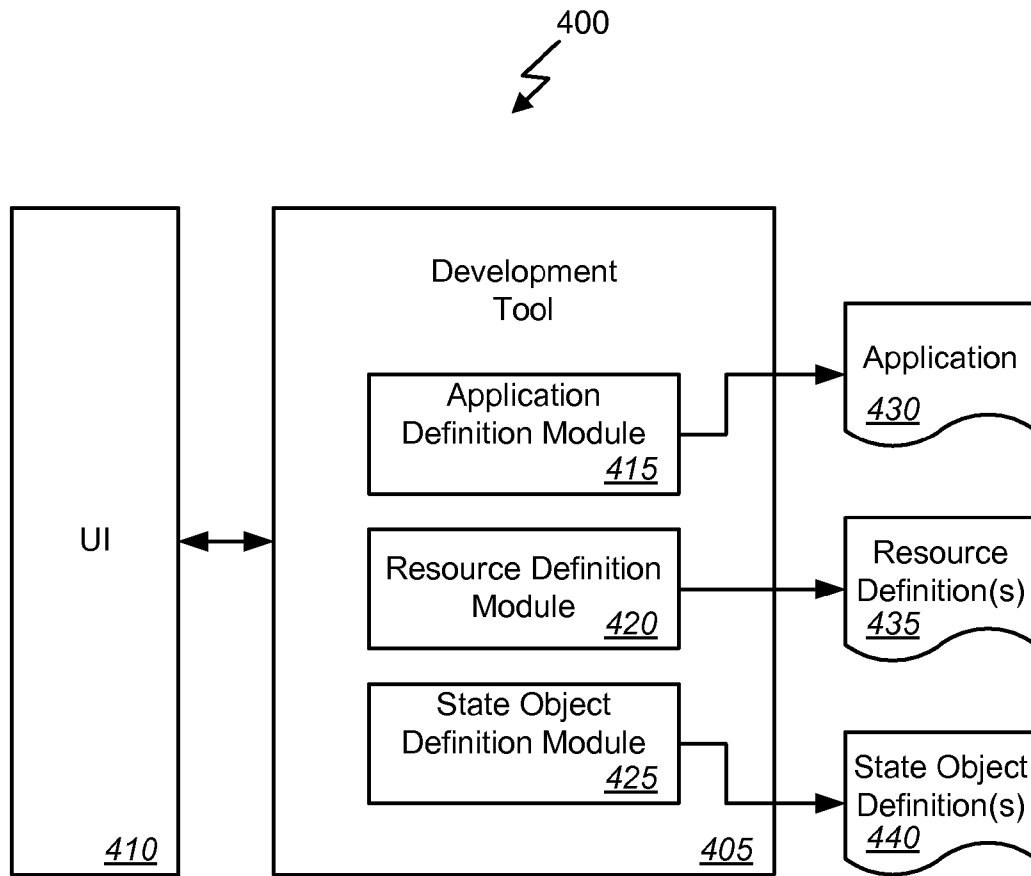 400
UI
410
Development
Tool
Application
Definition Module
415
Resource Definition
Module
420
State Object
Definition Module
425
405
Application
430
Resource
Definition(s)
435
State Object
Definition(s)
440